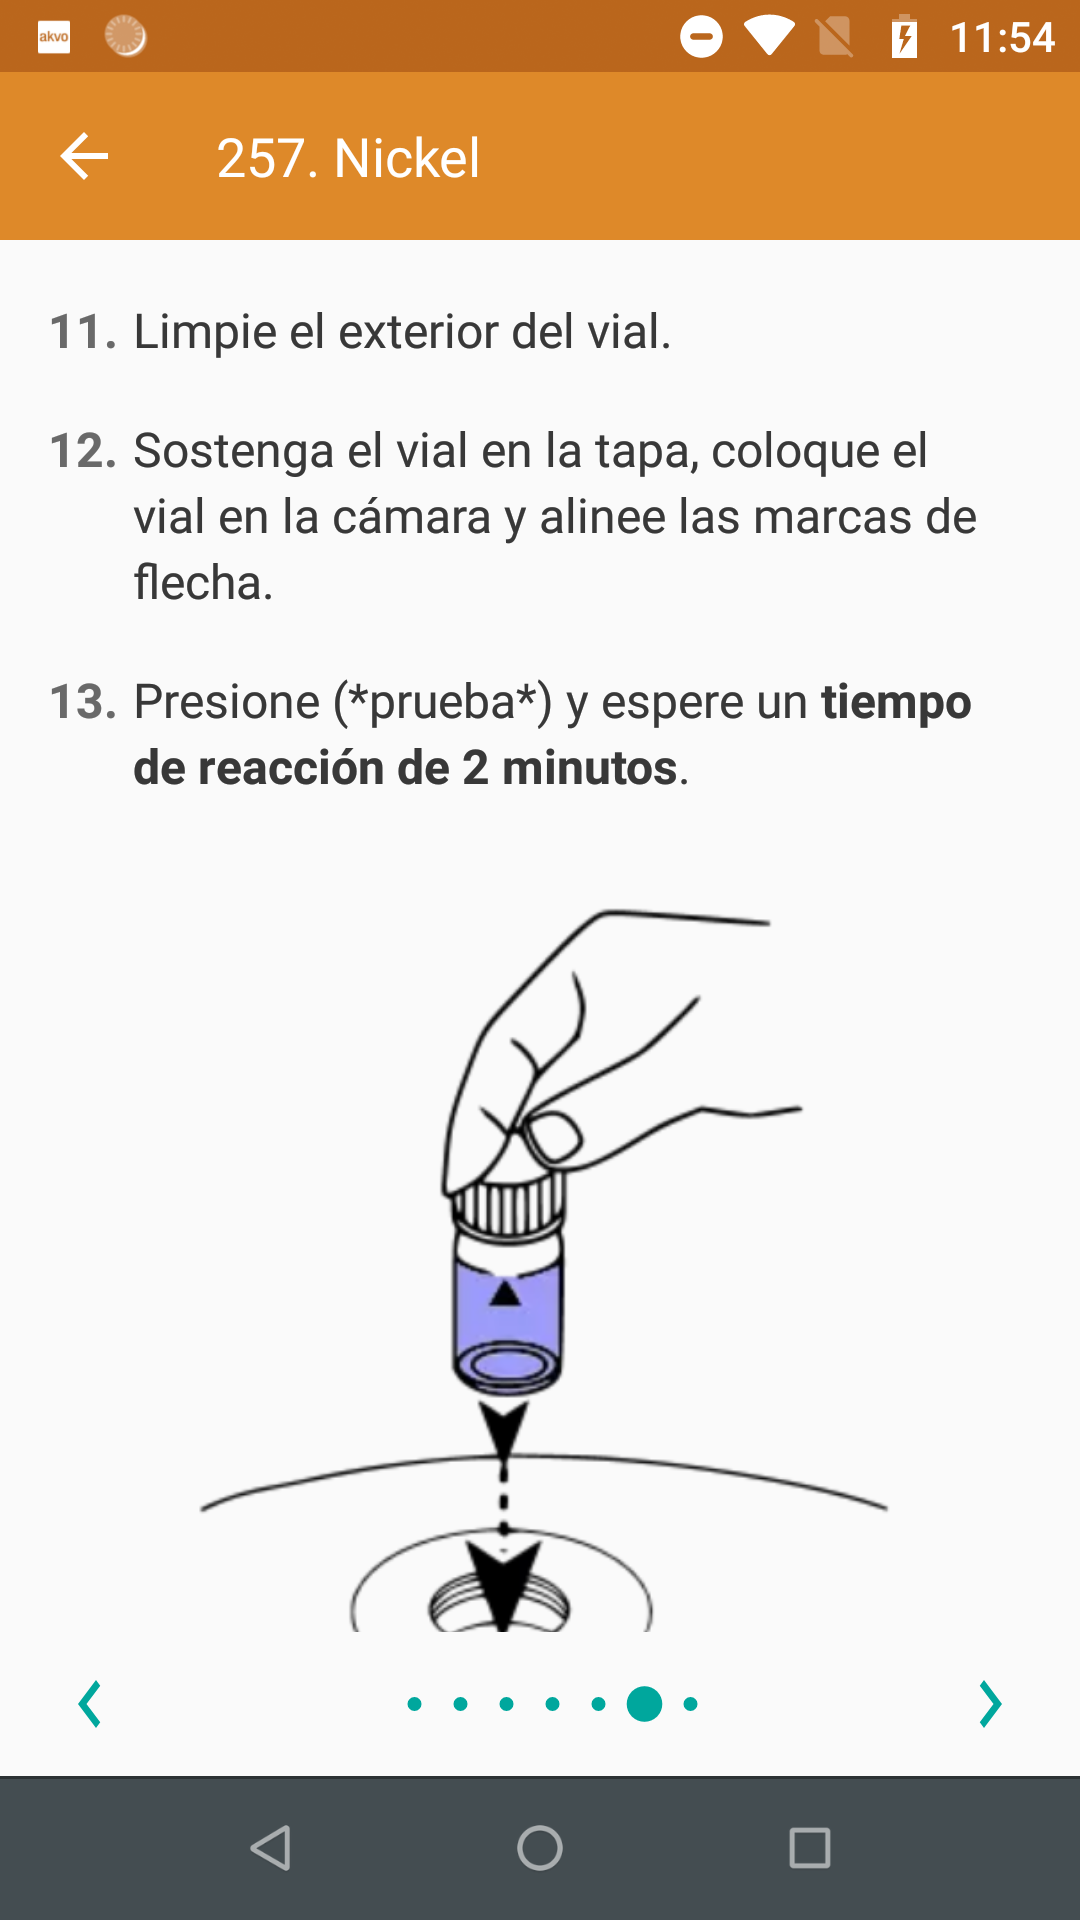 akvo
11:54
257. Nickel
11. Limpie el exterior del vial.
12. Sostenga el vial en la tapa, coloque el
vial en la cámara y alinee las marcas de
flecha.
13. Presione (*prueba*) y espere un tiempo
de reacción de 2 minutos.